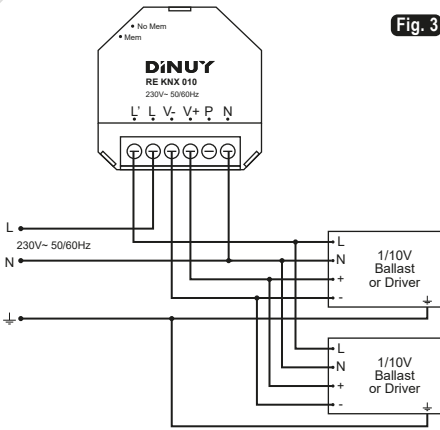 Fig. 3
No Mem
Mem
DiNUY
RE KNX 010
230V~ 50/60Hz
L' L V- V+ P N
L
230V~ 50/60Hz
N
L
N
+
-
1/10V
Ballast
or Driver
L
N
+
-
1/10V
Ballast
or Driver